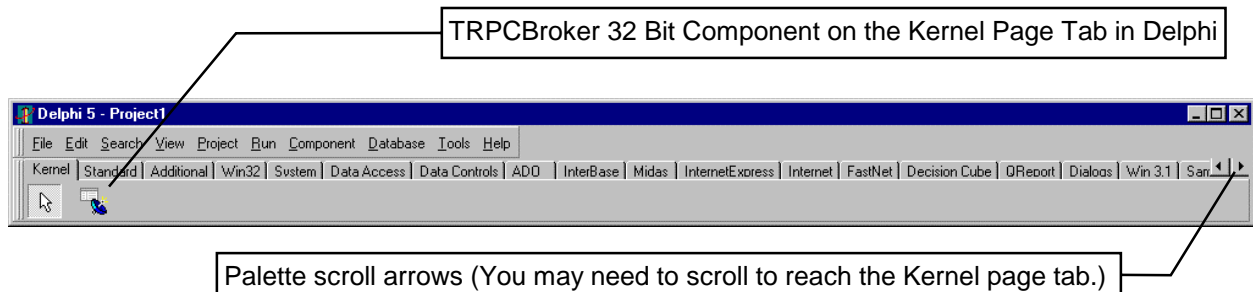 TRPCBroker 32 Bit Component on the Kernel Page Tab in Delphi
Delphi 5 - Project1
File Edit Search View Project Run Component Database Tools Help
Kernel Standard Additional Win32 System Data Access Data Controls ADO InterBase Midas InternetExpress Internet FastNet Decision Cube QReport Dialogs Win 3.1 Sam
Palette scroll arrows (You may need to scroll to reach the Kernel page tab.)